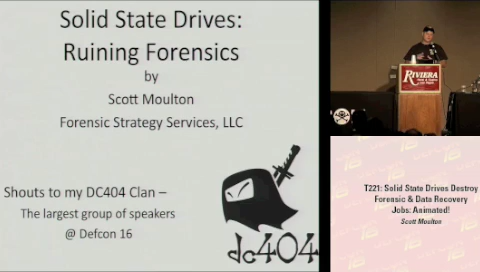 Solid State Drives:
Ruining Forensics
by
Scott Moulton
Forensic Strategy Services, LLC
Shouts to my DC404 Clan –
The largest group of speakers
@ Defcon 16
dc404
RIVIERA
T221: Solid State Drives Destroy
Forensic & Data Recovery
Jobs: Animated!
Scott Moulton